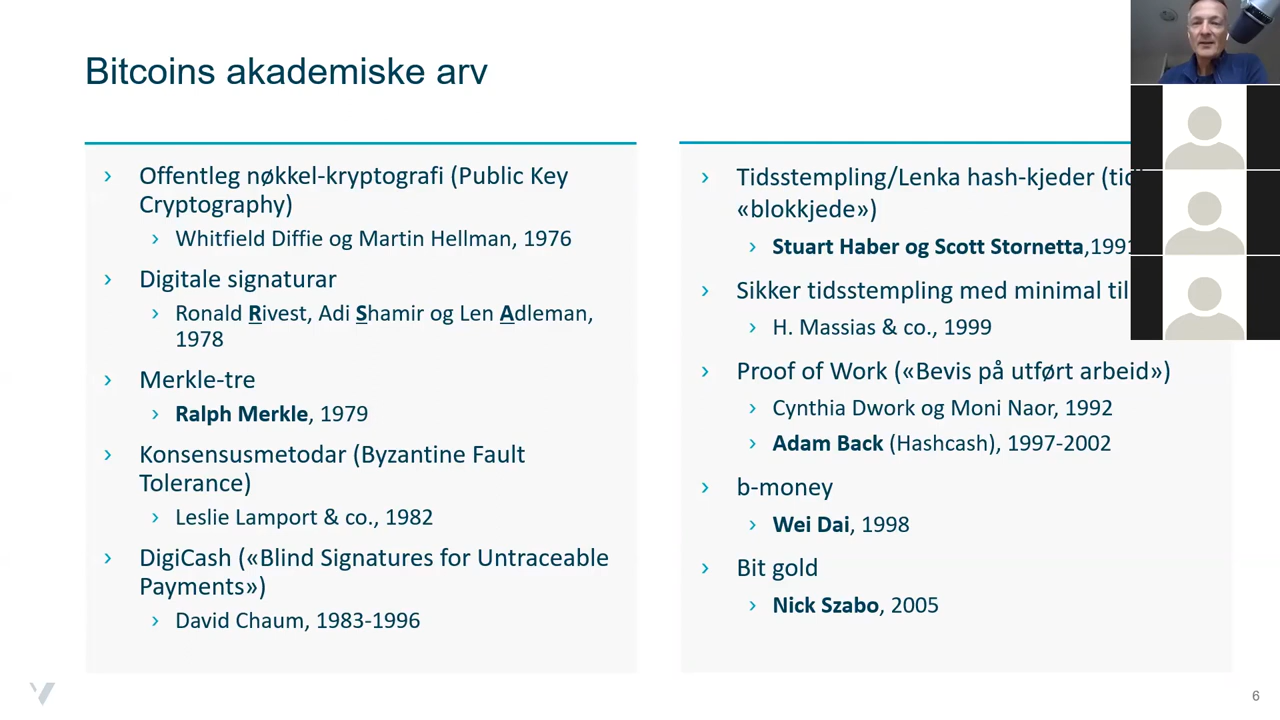 Bitcoins akademiske arv
Offentleg nøkkel-kryptografi (Public Key
Cryptography)
Whitfield Diffie og Martin Hellman, 1976
Digitale signaturar
Ronald Rivest, Adi Shamir og Len Adleman,
1978
Merkle-tre
Ralph Merkle, 1979
Konsensusmetodar (Byzantine Fault
Tolerance)
Leslie Lamport & co., 1982
DigiCash («Blind Signatures for Untraceable
Payments»)
David Chaum, 1983-1996
Tidsstempling/Lenka hash-kjeder
«blokkjede»)
Stuart Haber og Scott Stornetta,1991
Sikker tidsstempling med minimal
H. Massias & co., 1999
Proof of Work («Bevis på utført arbeid»)
Cynthia Dwork og Moni Naor, 1992
Adam Back (Hashcash), 1997-2002
b-money
Wei Dai, 1998
Bit gold
Nick Szabo, 2005
6